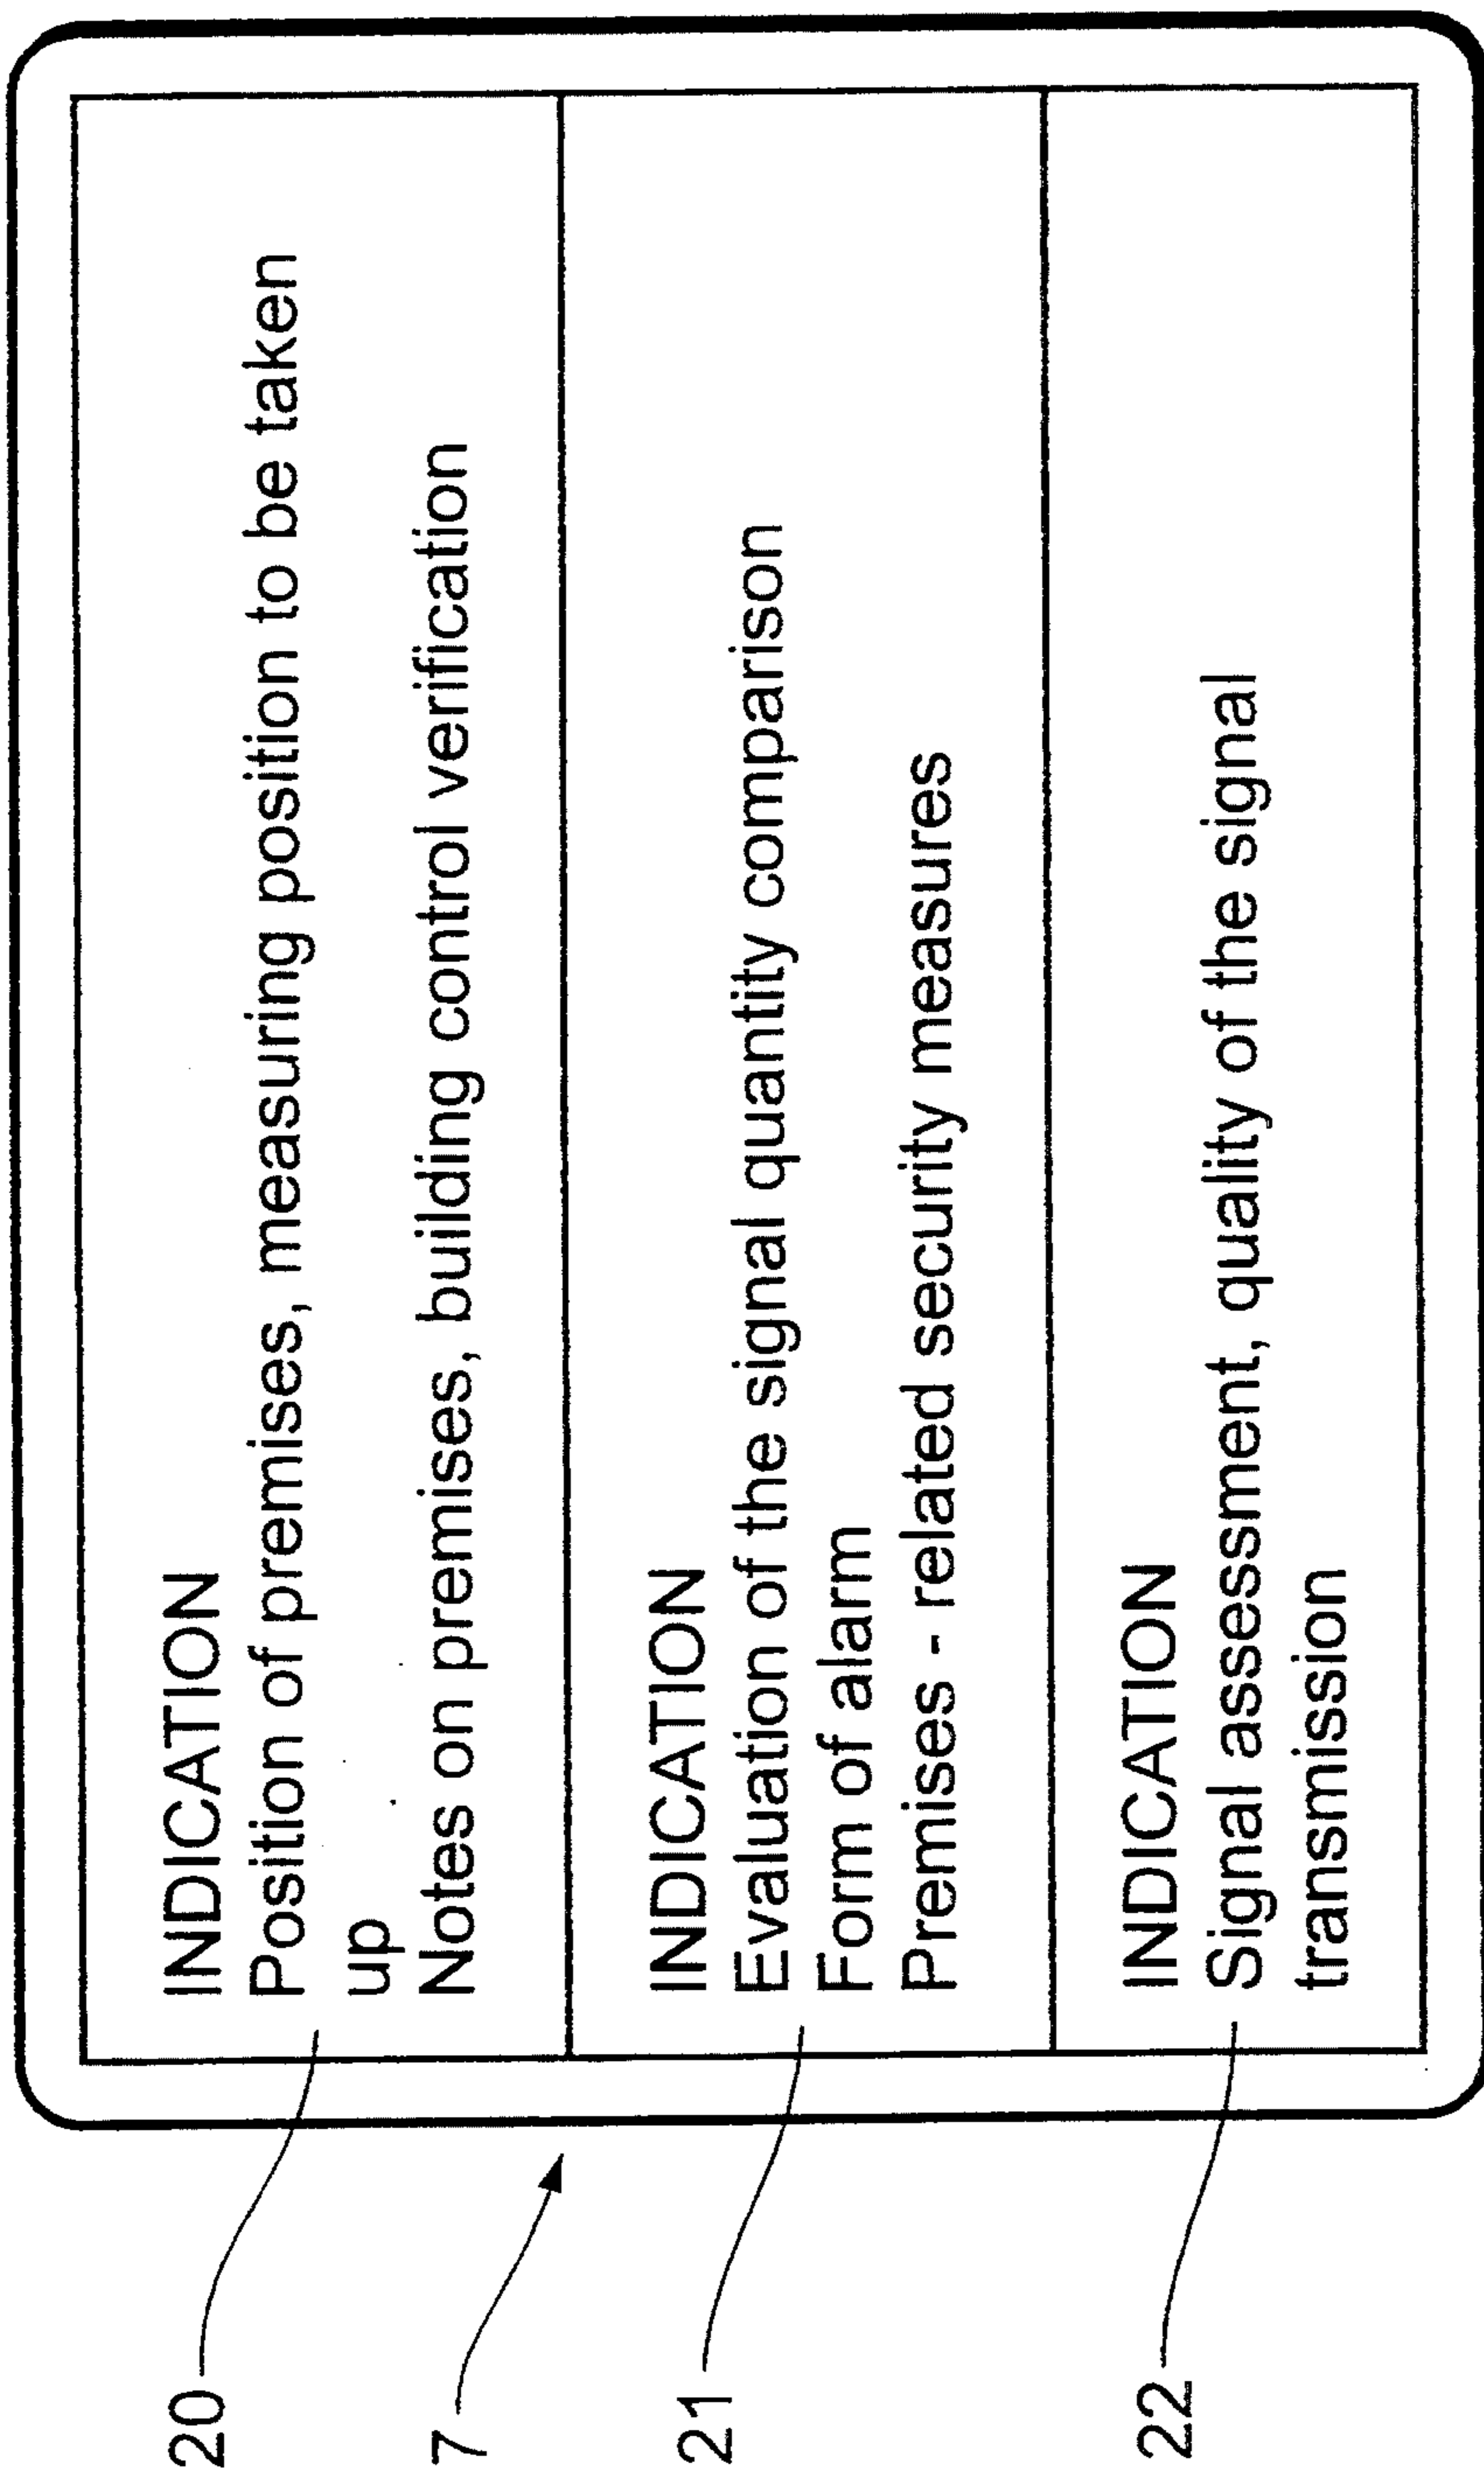 20
INDICATION
Position of premises, measuring position to be taken
up
Notes on premises, building control verification
7
21
INDICATION
Evaluation of the signal quantity comparison
Form of alarm
Premises - related security measures
22
INDICATION
Signal assessment, quality of the signal
transmission